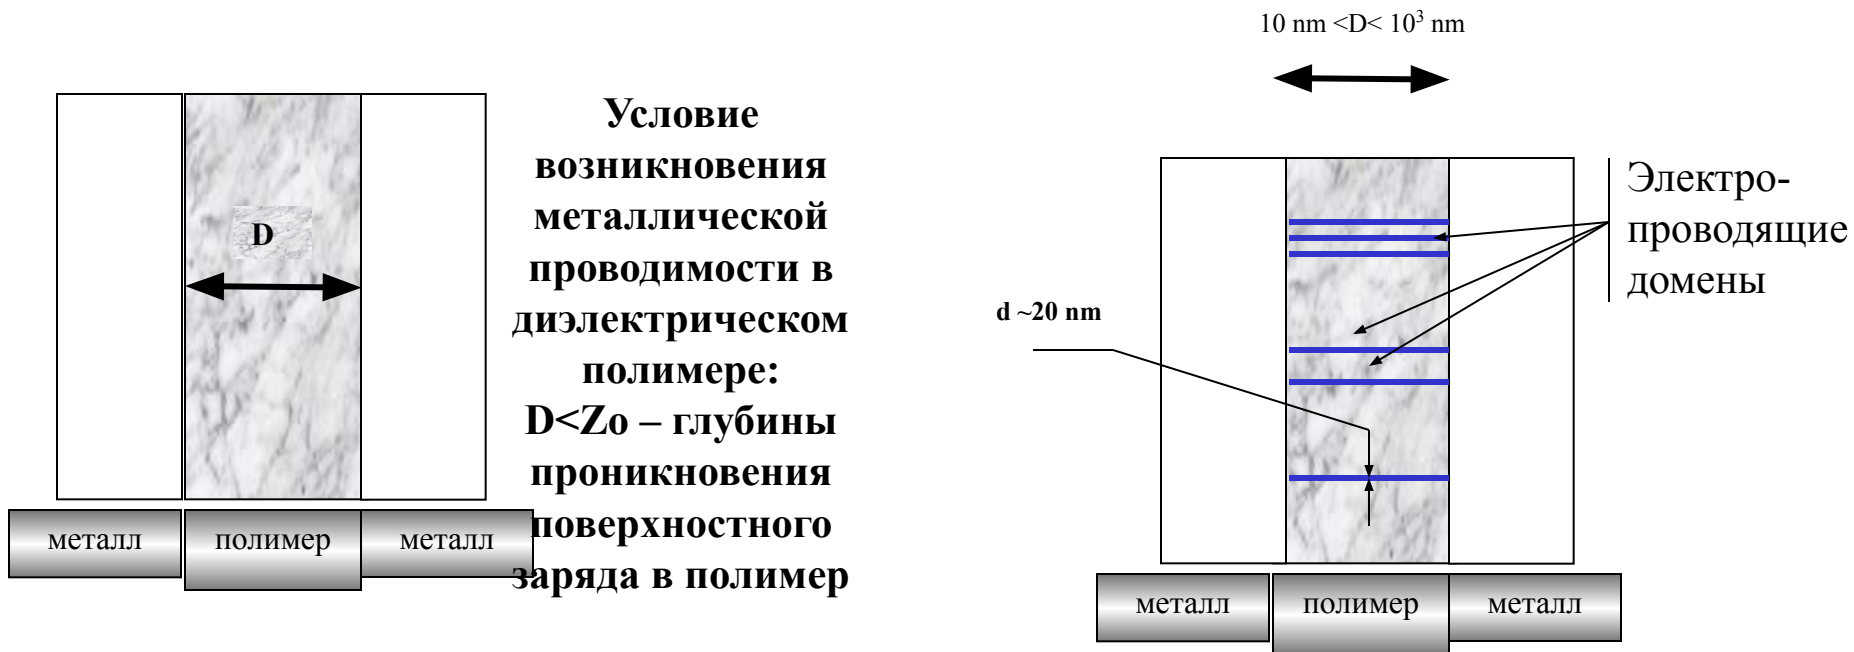 10 nm <D< 10³ nm
D
Условие
возникновения
металлической
проводимости в
диэлектрическом
полимере:
D<Zo – глубины
проникновения
поверхностного
заряда в полимер
металл
полимер
металл
Электро-
проводящие
домены
d ~20 nm
металл
полимер
металл